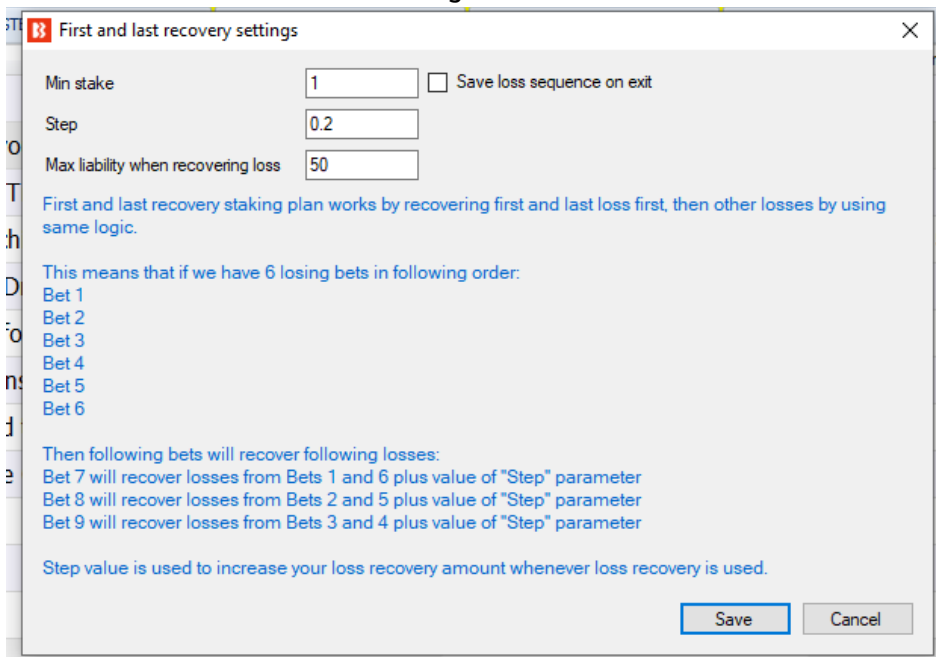 First and last recovery settings
Min stake
1
Save loss sequence on exit
Step
0.2
Max liability when recovering loss
50
First and last recovery staking plan works by recovering first and last loss first, then other losses by using
same logic.
This means that if we have 6 losing bets in following order:
Bet 1
Bet 2
Bet 3
Bet 4
Bet 5
Bet 6
Then following bets will recover following losses:
Bet 7 will recover losses from Bets 1 and 6 plus value of "Step" parameter
Bet 8 will recover losses from Bets 2 and 5 plus value of "Step" parameter
Bet 9 will recover losses from Bets 3 and 4 plus value of "Step" parameter
Step value is used to increase your loss recovery amount whenever loss recovery is used.
Save
Cancel